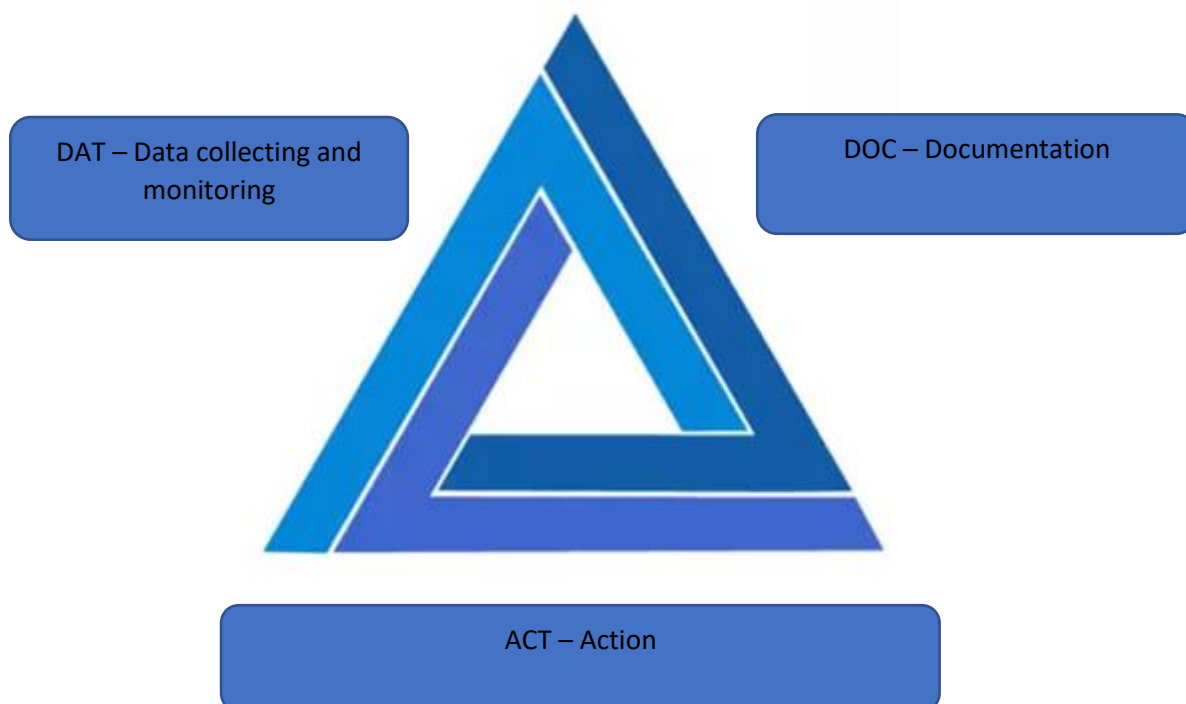 DAT – Data collecting and
monitoring
DOC – Documentation
ACT – Action